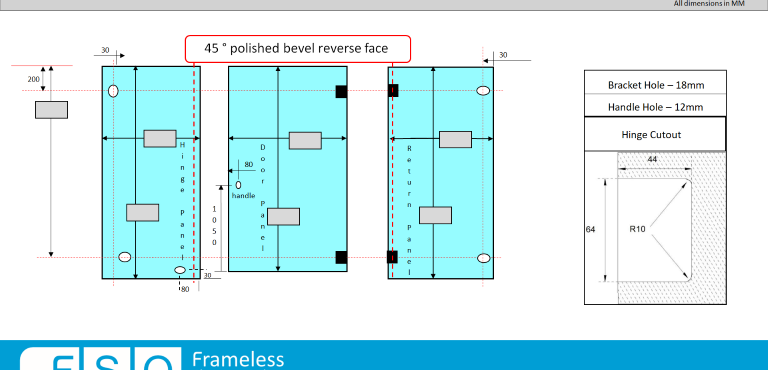 All dimensions in MM
45 ° polished bevel reverse face
30
30
200
Bracket Hole – 18mm
Handle Hole – 12mm
Hinge Cutout
44
64
R10
Hinge Panel
Door Panel
Return Panel
80
handle
1050
30
80
FSO
Frameless